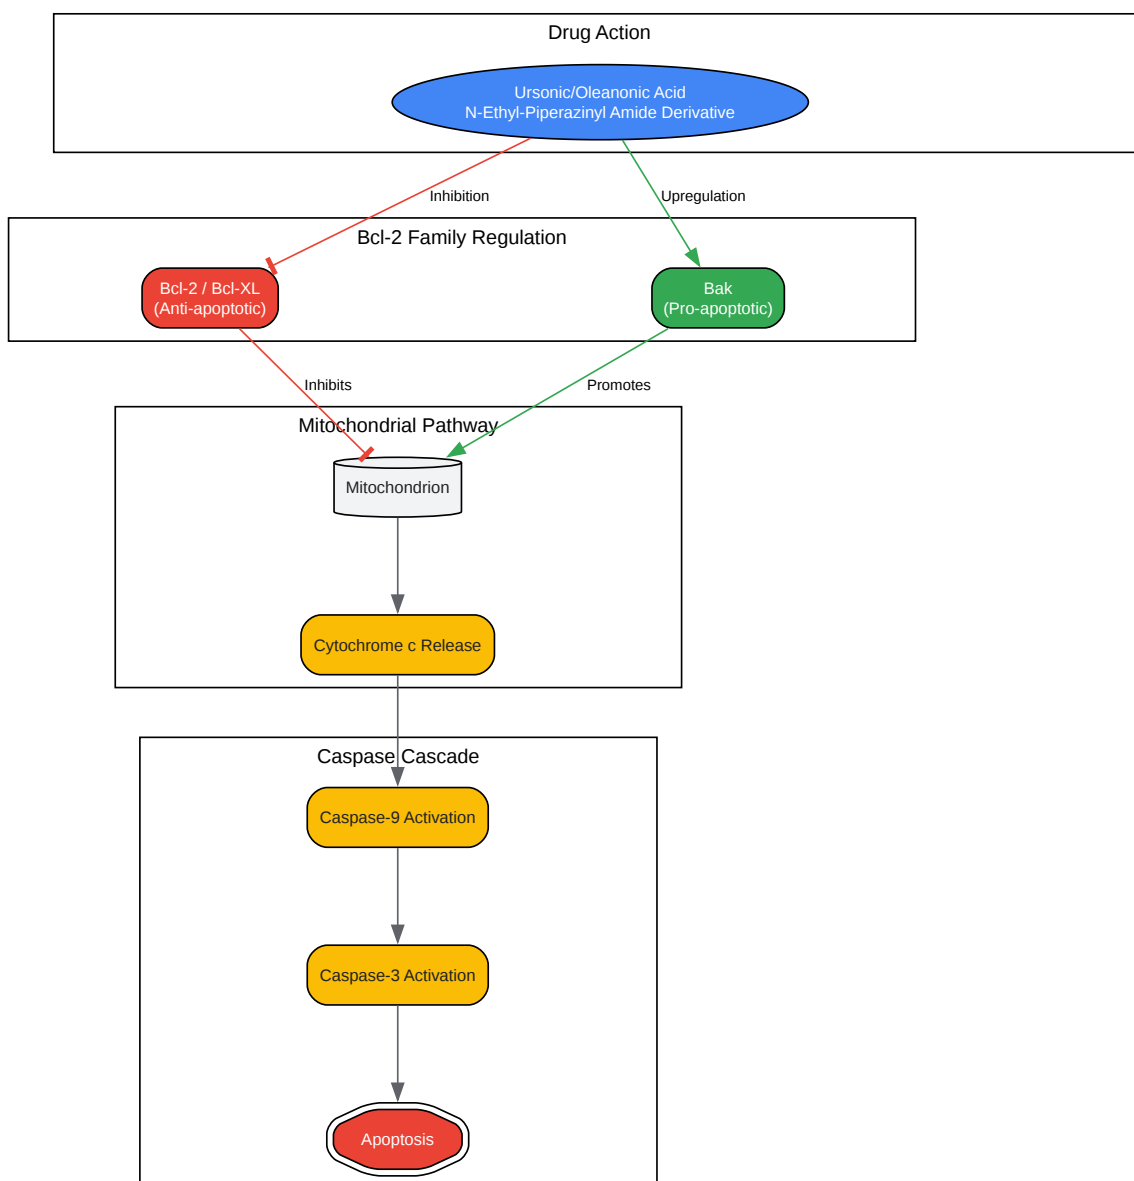 Drug Action
Ursonic/Oleanonic Acid
N-Ethyl-Piperazinyl Amide Derivative
Inhibition
Upregulation
Bcl-2 Family Regulation
Bcl-2 / Bcl-XL
(Anti-apoptotic)
Bak
(Pro-apoptotic)
Inhibits
Promotes
Mitochondrial Pathway
Mitochondrion
Cytochrome c Release
Caspase Cascade
Caspase-9 Activation
Caspase-3 Activation
Apoptosis